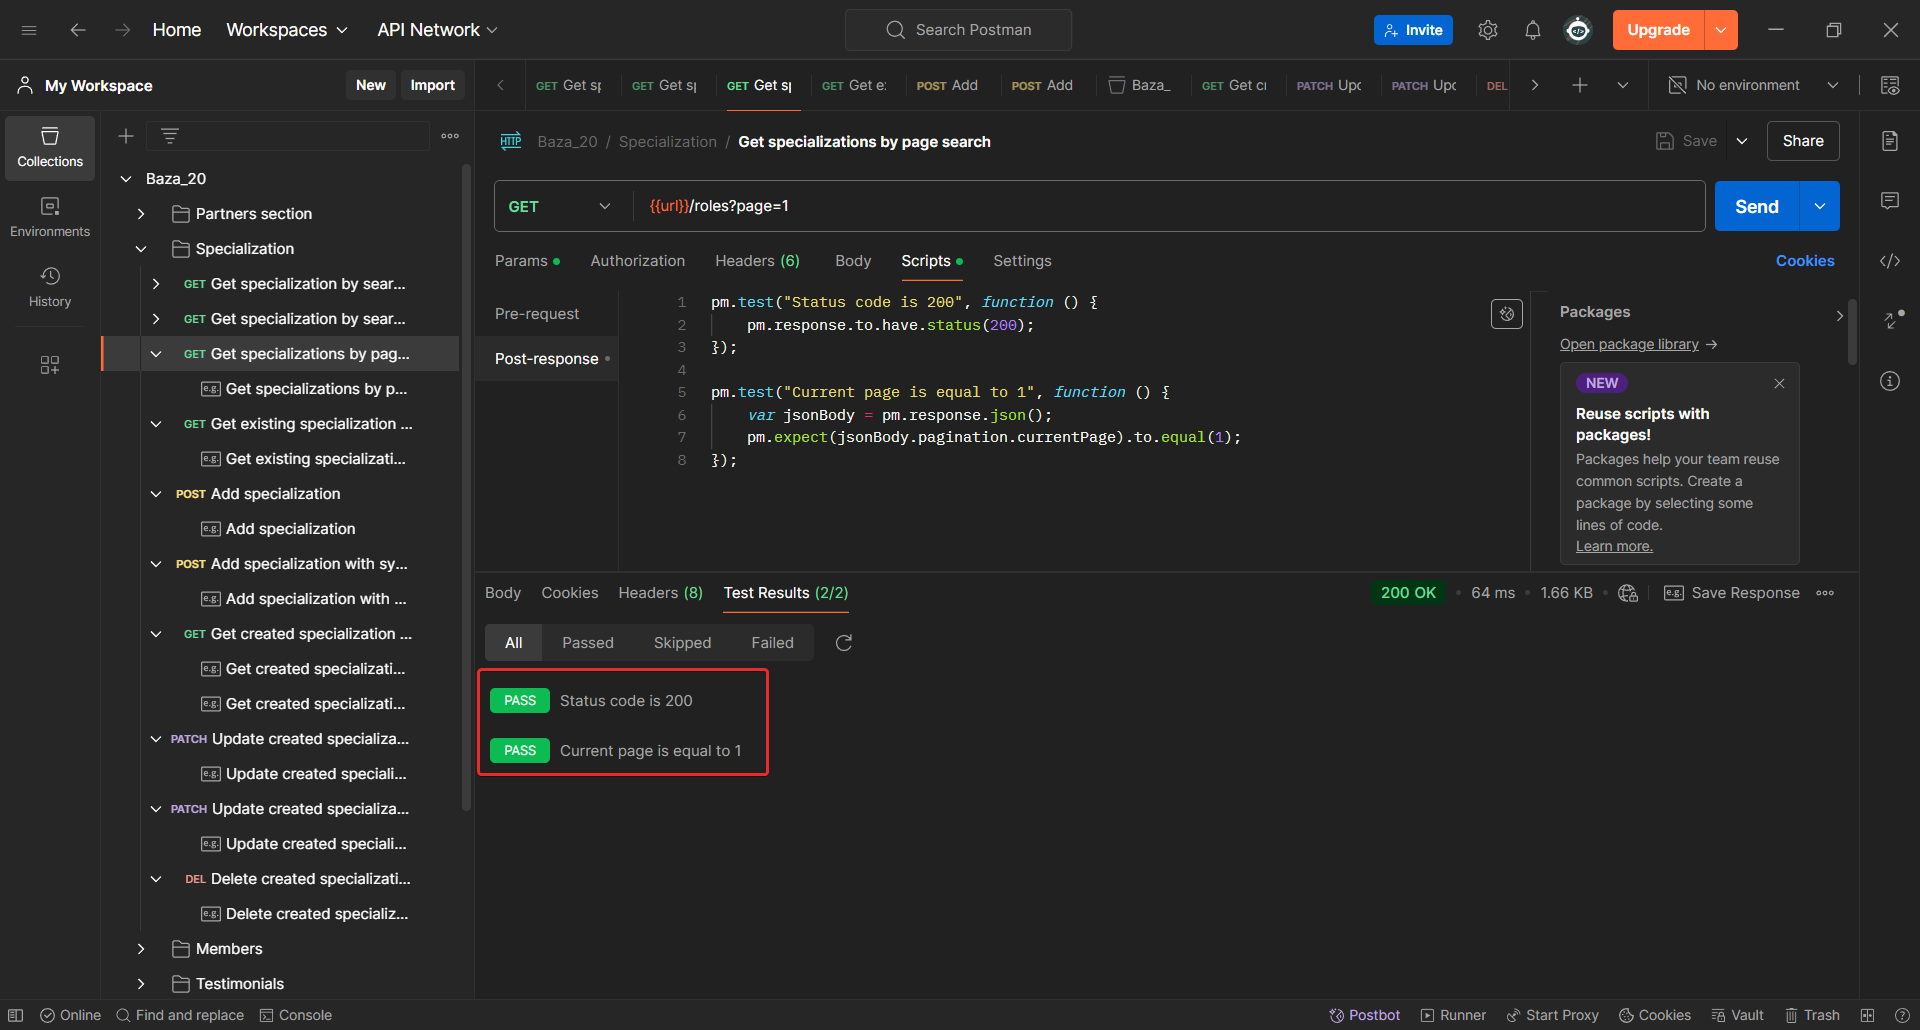 Home
Workspaces
API Network
Search Postman
Invite
Upgrade
My Workspace
New
Import
GET Get sp
GET Get sp
GET Get sp
GET Get e:
POST Add
POST Add
Baza_
GET Get cr
PATCH Upc
PATCH Upc
DEL
No environment
Collections
Environments
History
Baza_20
Partners section
Specialization
GET Get specialization by sear...
GET Get specialization by sear...
GET Get specializations by pag...
e.g. Get specializations by p...
GET Get existing specialization ...
e.g. Get existing specializati...
POST Add specialization
e.g. Add specialization
POST Add specialization with sy...
e.g. Add specialization with ...
GET Get created specialization ...
e.g. Get created specializati...
e.g. Get created specializati...
PATCH Update created specializa...
e.g. Update created speciali...
PATCH Update created specializa...
e.g. Update created speciali...
DEL Delete created specializati...
e.g. Delete created specializ...
Members
Testimonials
HTTP Baza_20 / Specialization / Get specializations by page search
Save
Share
GET
{{url}}/roles?page=1
Send
Params
Authorization
Headers (6)
Body
Scripts
Settings
Cookies
Pre-request
Post-response
1 pm.test("Status code is 200", function () {
2 pm.response.to.have.status(200);
3 });
4
5 pm.test("Current page is equal to 1", function () {
6 var jsonBody = pm.response.json();
7 pm.expect(jsonBody.pagination.currentPage).to.equal(1);
8 });
Packages
Open package library →
NEW
Reuse scripts with
packages!
Packages help your team reuse
common scripts. Create a
package by selecting some
lines of code.
Learn more.
Body
Cookies
Headers (8)
Test Results (2/2)
200 OK
64 ms
1.66 KB
e.g. Save Response
All
Passed
Skipped
Failed
PASS Status code is 200
PASS Current page is equal to 1
Online
Find and replace
Console
Postbot
Runner
Start Proxy
Cookies
Vault
Trash